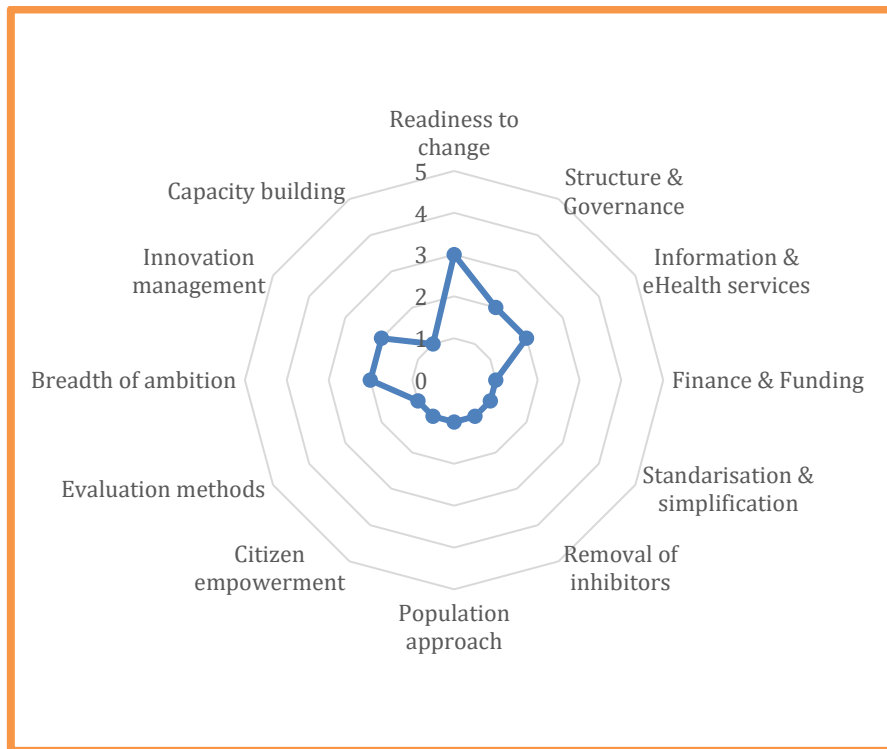 Readiness to
change
5
Structure &
Governance
Capacity building
4
3
Innovation
management
Information &
eHealth services
2
1
Breadth of ambition
0
Finance & Funding
Evaluation methods
Standarisation &
simplification
Citizen
empowerment
Removal of
inhibitors
Population
approach